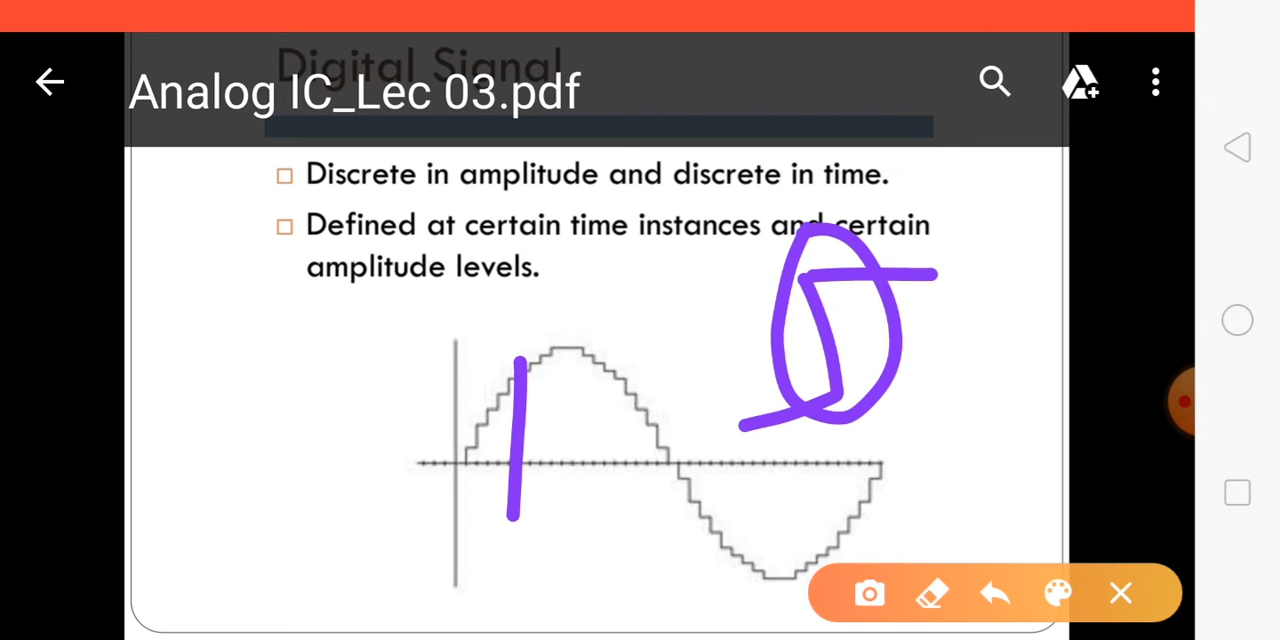 Digital Signal
Analog IC_Lec 03.pdf
Discrete in amplitude and discrete in time.
Defined at certain time instances and certain
amplitude levels.